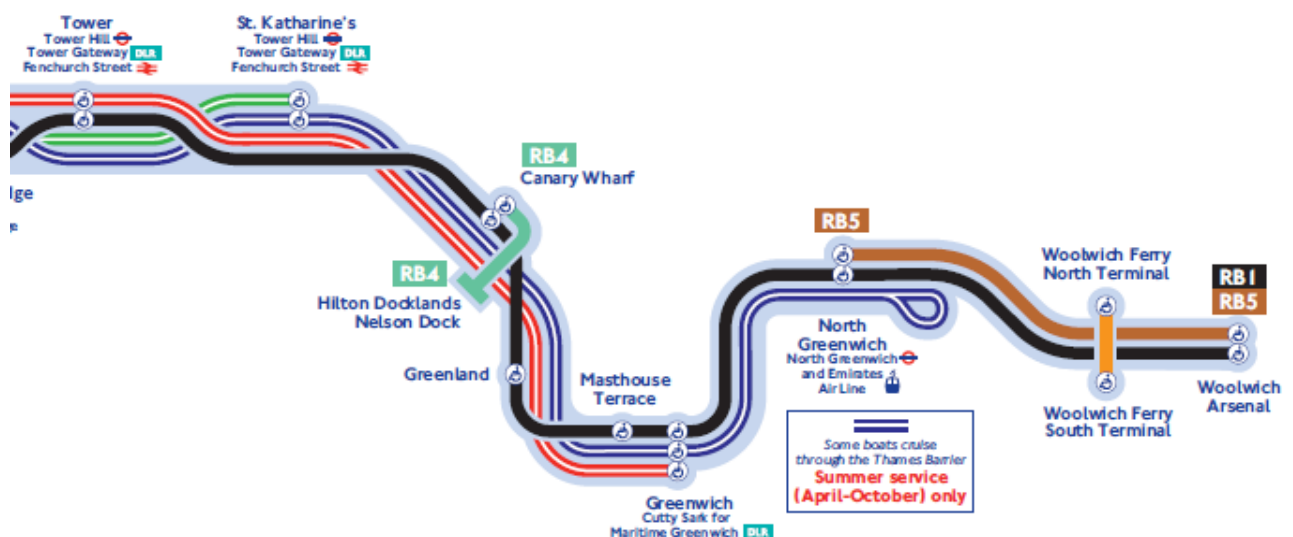 Tower
Tower Hill
Tower Gateway DLR
Fenchurch Street
St. Katharine's
Tower Hill
Tower Gateway DLR
Fenchurch Street
RB4
Canary Wharf
RB4
Hilton Docklands
Nelson Dock
Greenland
Masthouse
Terrace
Greenwich
Cutty Sark for
Maritime Greenwich DLR
RB5
North
Greenwich
North Greenwich
and Emirates
Air Line
Some boats cruise
through the Thames Barrier
Summer service
(April-October) only
Woolwich Ferry
North Terminal
Woolwich Ferry
South Terminal
RB1
RB5
Woolwich
Arsenal